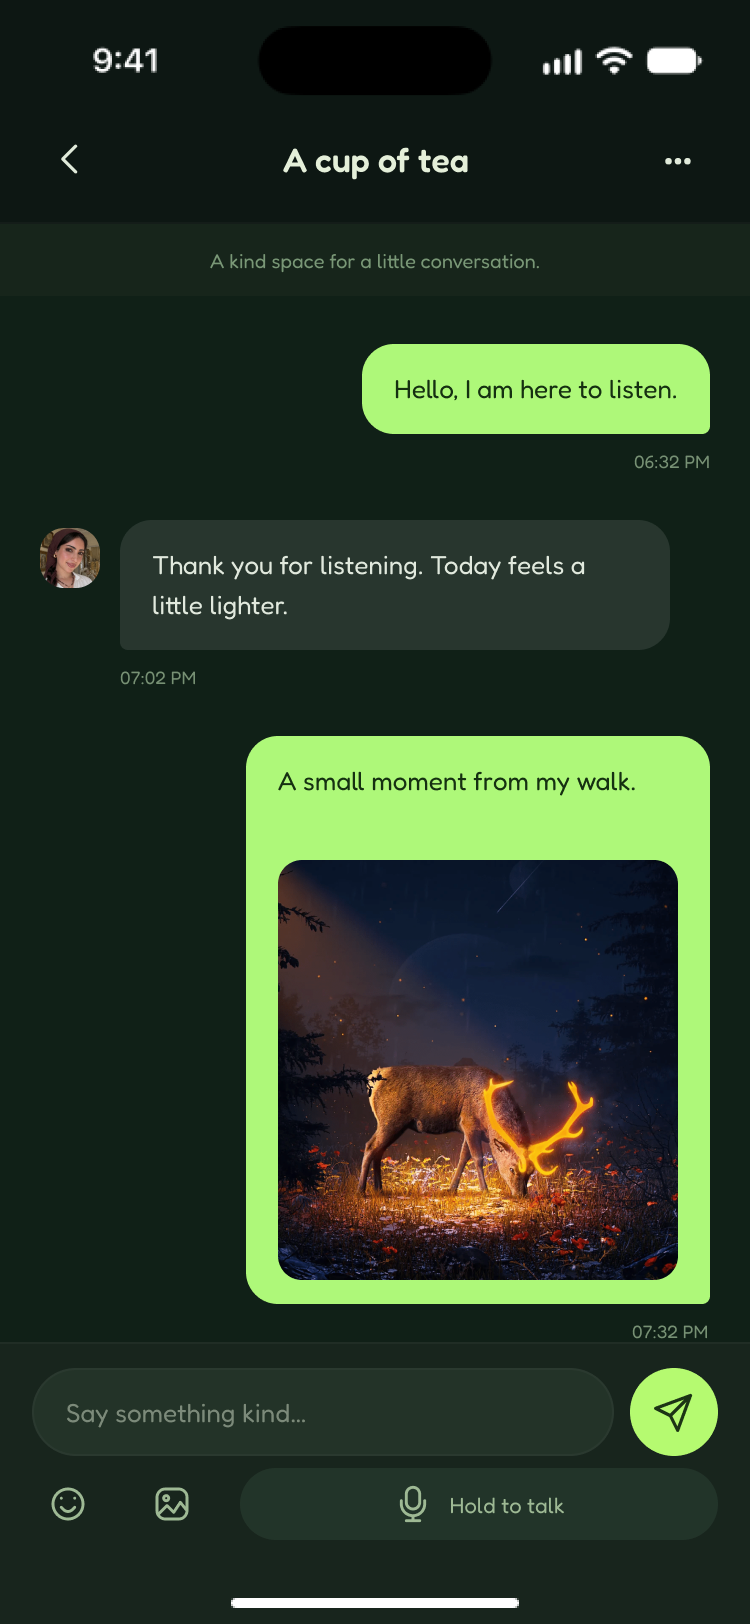 9:41
A cup of tea
A kind space for a little conversation.
Hello, I am here to listen.
06:32 PM
Thank you for listening. Today feels a
little lighter.
07:02 PM
A small moment from my walk.
07:32 PM
Say something kind...
Hold to talk